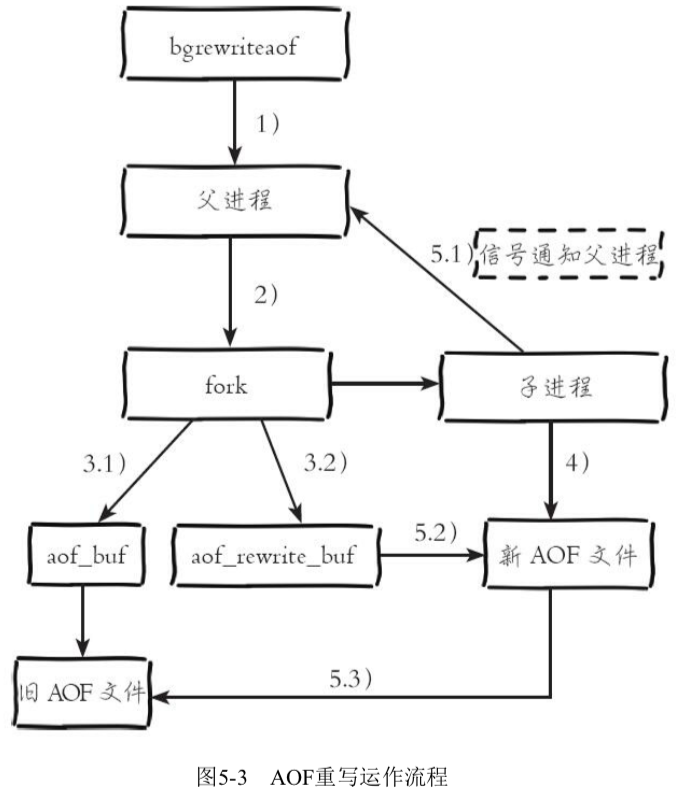 bgrewriteaof
1)
父进程
5.1)
信号通知父进程
2)
fork
子进程
3.1)
3.2)
4)
aof_buf
aof_rewrite_buf
5.2)
新 AOF 文件
旧 AOF 文件
5.3)
图5-3 AOF重写运作流程